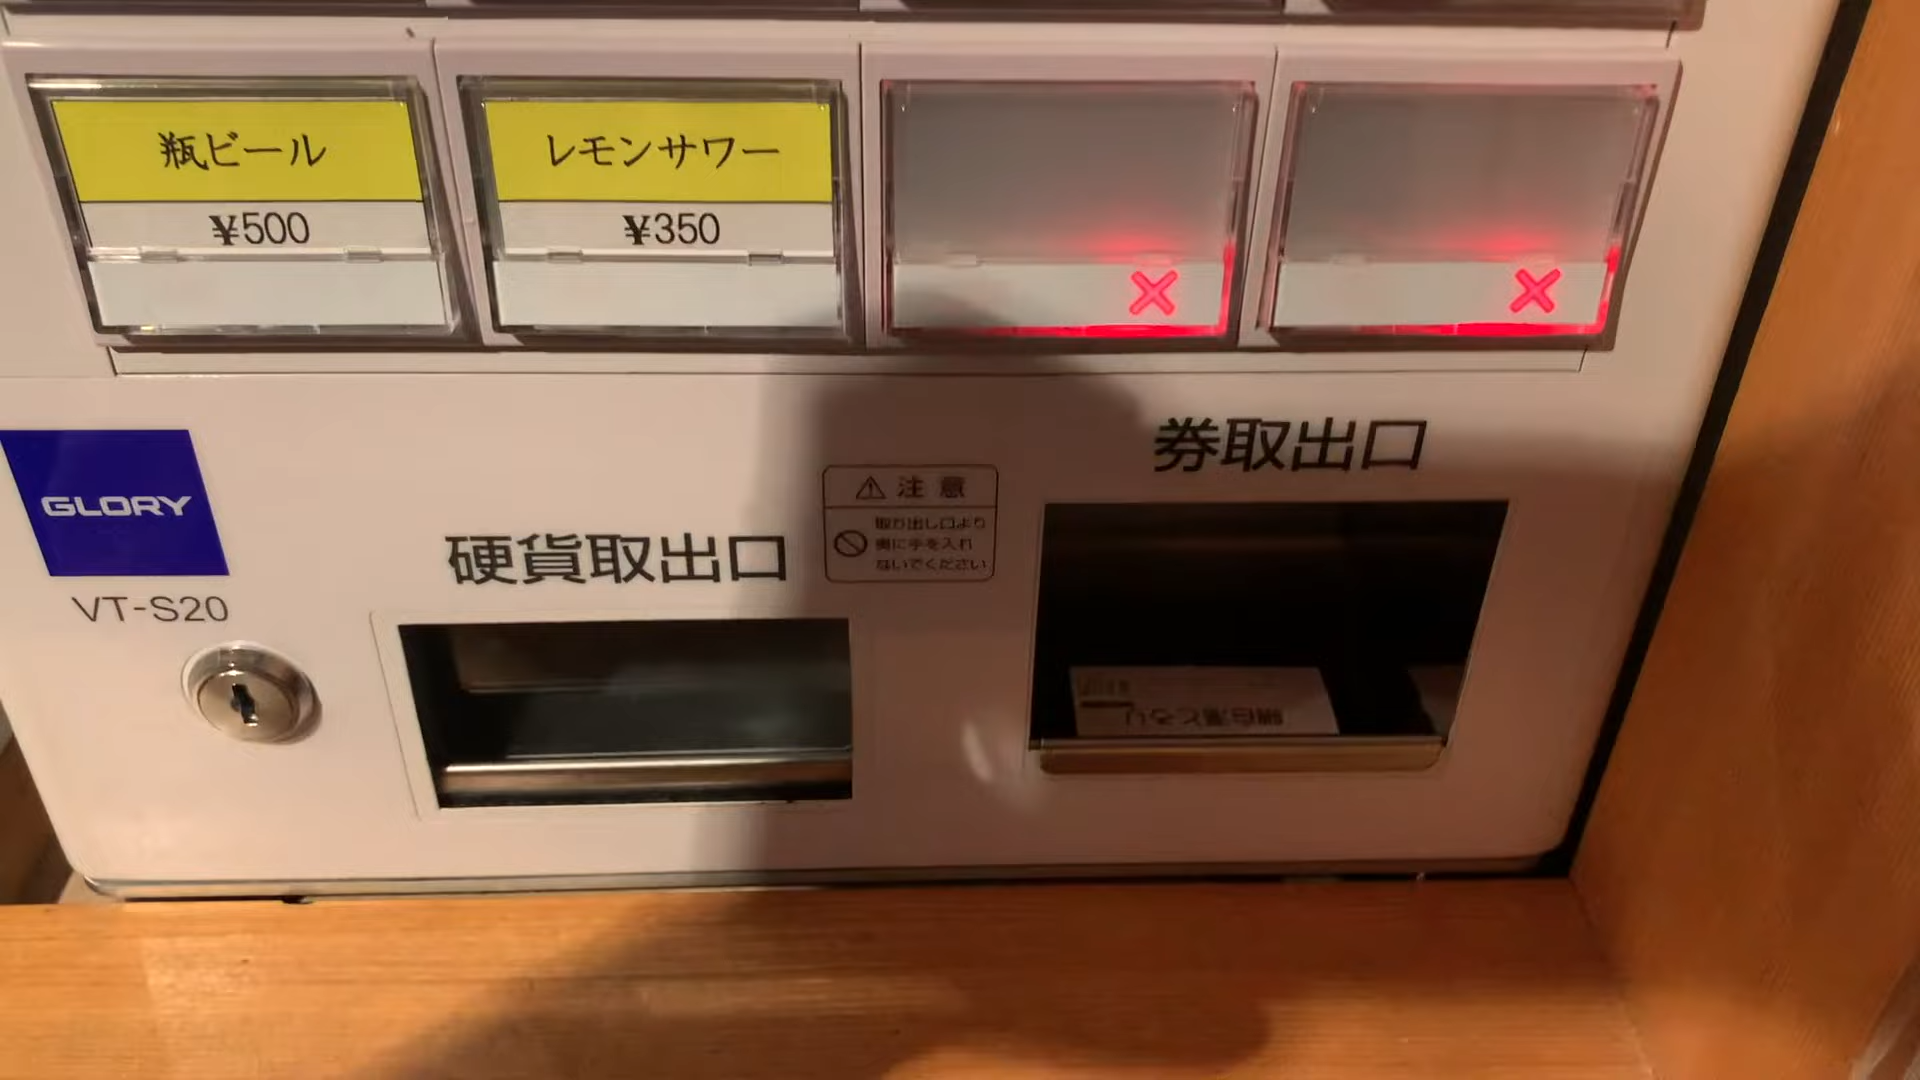 瓶ビール
¥500
レモンサワー
¥350
GLORY
VT-S20
硬貨取出口
注意
取り出し口より
奥に手を入れ
ないでください
券取出口